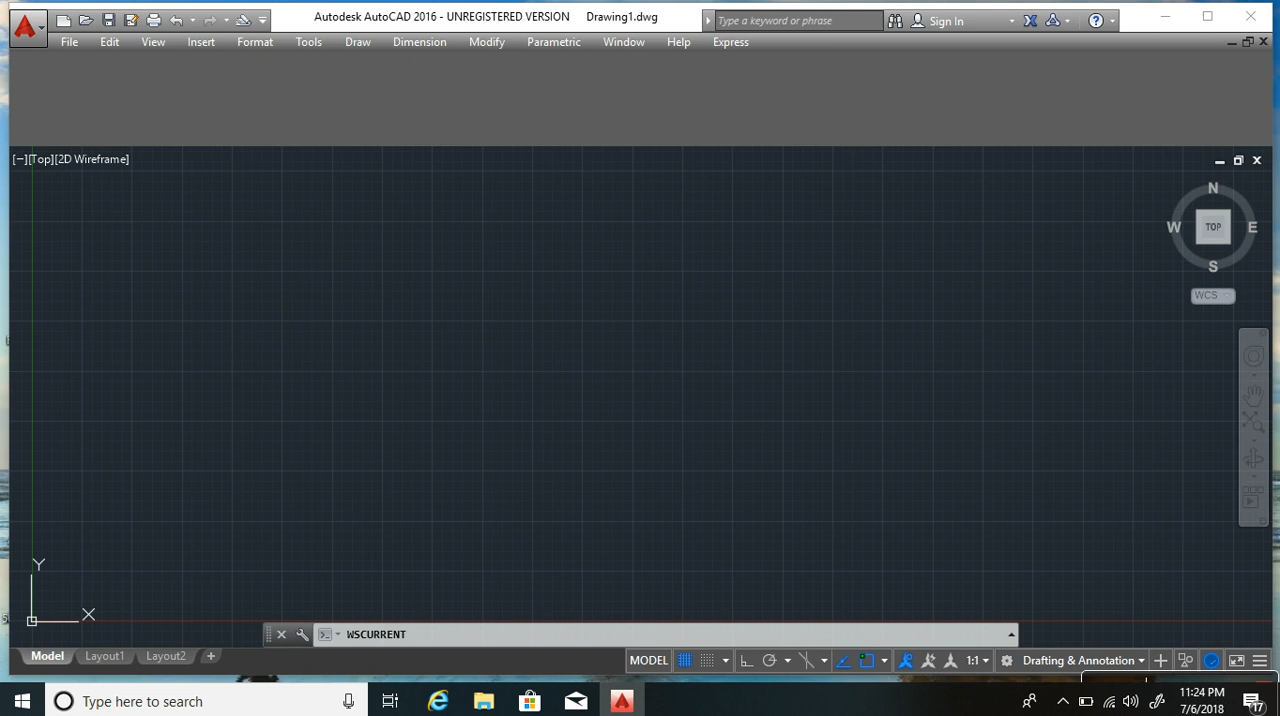 Autodesk AutoCAD 2016 - UNREGISTERED VERSION Drawing1.dwg Type a keyword or phrase Sign In
File Edit View Insert Format Tools Draw Dimension Modify Parametric Window Help Express
[−][Top][2D Wireframe]
N
W TOP E
S
WCS
Y
X
WSCURRENT
Model Layout1 Layout2 + MODEL 1:1 Drafting & Annotation
Type here to search 11:24 PM
7/6/2018 17